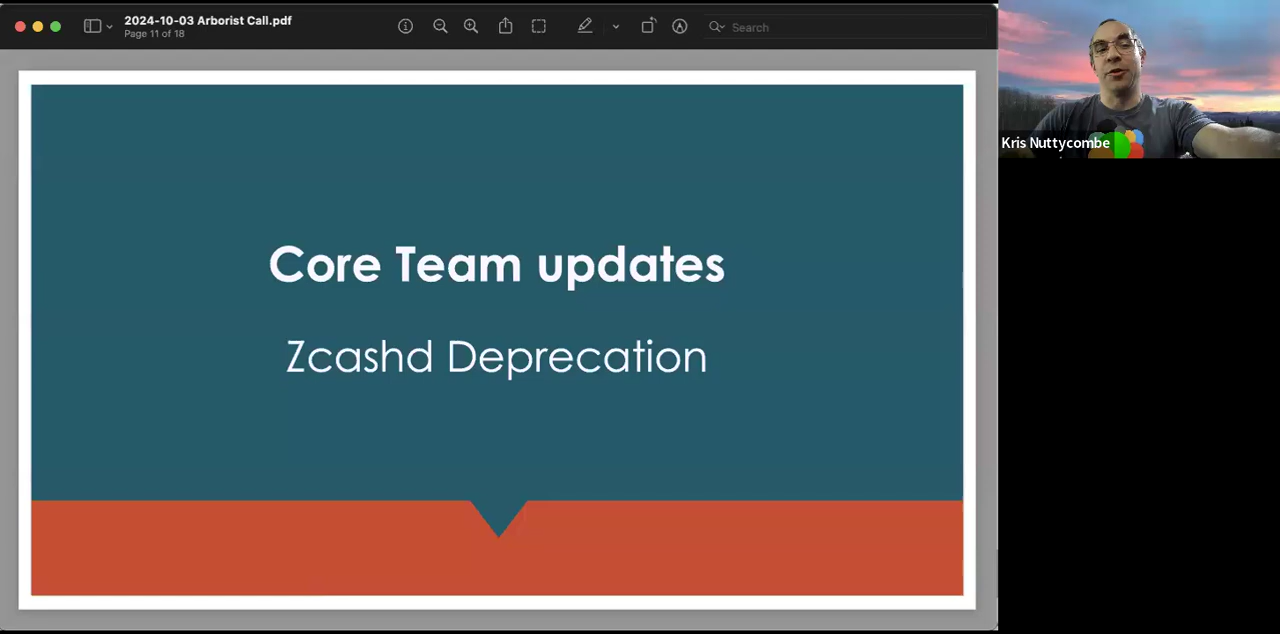 2024-10-03 Arborist Call.pdf
Page 11 of 18
Search
Kris Nuttycombe
Core Team updates
Zcashd Deprecation